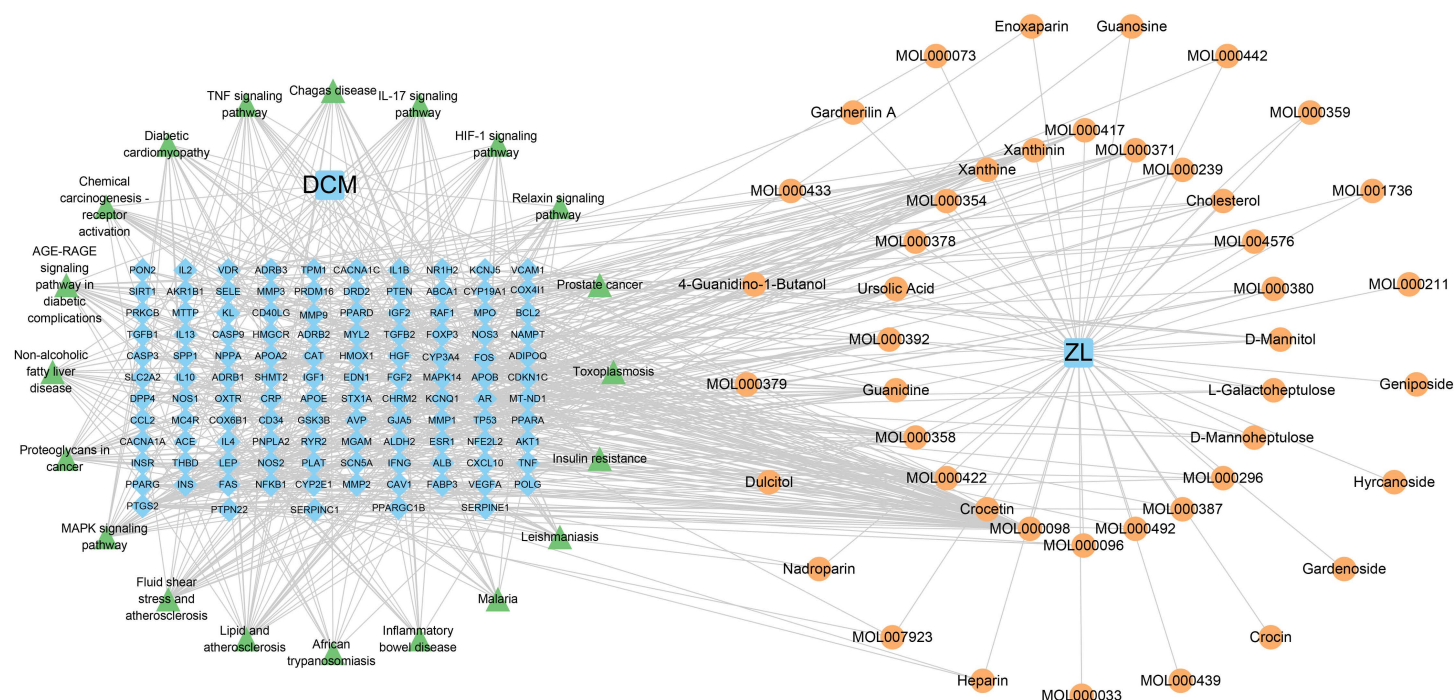 TNF signaling
pathway
Chagas disease
IL-17 signaling
pathway
HIF-1 signaling
pathway
Diabetic
cardiomyopathy
Chemical
carcinogenesis -
receptor
activation
DCM
Relaxin signaling
pathway
AGE-RAGE
signaling
pathway in
diabetic
complications
Prostate cancer
Non-alcoholic
fatty liver
disease
Toxoplasmosis
Proteoglycans in
cancer
Insulin resistance
MAPK signaling
pathway
Leishmaniasis
Fluid shear
stress and
atherosclerosis
Malaria
Lipid and
atherosclerosis
African
trypanosomiasis
Inflammatory
bowel disease
PON2 IL2 VDR ADRB3 TPM1 CACNA1C IL1B NR1H2 KCNJ5 VCAM1
SIRT1 AKR1B1 SELE MMP3 PRDM16 DRD2 PTEN ABCA1 CYP19A1 COX4I1
PRKCB MTTP KL CD40LG MMP9 PPARD IGF2 RAF1 MPO BCL2
TGFB1 IL13 CASP9 HMGCR ADRB2 MYL2 TGFB2 FOXP3 NOS3 NAMPT
CASP3 SPP1 NPPA APOA2 CAT HMOX1 HGF CYP3A4 FOS ADIPOQ
SLC2A2 IL10 ADRB1 SHMT2 IGF1 EDN1 FGF2 MAPK14 APOB CDKN1C
DPP4 NOS1 OXTR CRP APOE STX1A CHRM2 KCNQ1 AR MT-ND1
CCL2 MC4R COX6B1 CD34 GSK3B AVP GJA5 MMP1 TP53 PPARA
CACNA1A ACE IL4 PNPLA2 RYR2 MGAM ALDH2 ESR1 NFE2L2 AKT1
INSR THBD LEP NOS2 PLAT SCN5A IFNG ALB CXCL10 TNF
PPARG INS FAS NFKB1 CYP2E1 MMP2 CAV1 FABP3 VEGFA POLG
PTGS2 PTPN22 SERPINC1 PPARGC1B SERPINE1
Enoxaparin
Guanosine
MOL000073
MOL000442
Gardnerilin A
MOL000359
MOL000417
Xanthinin
MOL000371
Xanthine
MOL000239
MOL000433
MOL000354
Cholesterol
MOL001736
MOL000378
MOL004576
4-Guanidino-1-Butanol
Ursolic Acid
MOL000380
MOL000211
MOL000392
D-Mannitol
ZL
MOL000379
Guanidine
L-Galactoheptulose
Geniposide
MOL000358
D-Mannoheptulose
Dulcitol
MOL000422
MOL000296
Hyrcanoside
Crocetin
MOL000387
MOL000098
MOL000492
MOL000096
Nadroparin
Gardenoside
MOL007923
Crocin
Heparin
MOL000439
MOL000033